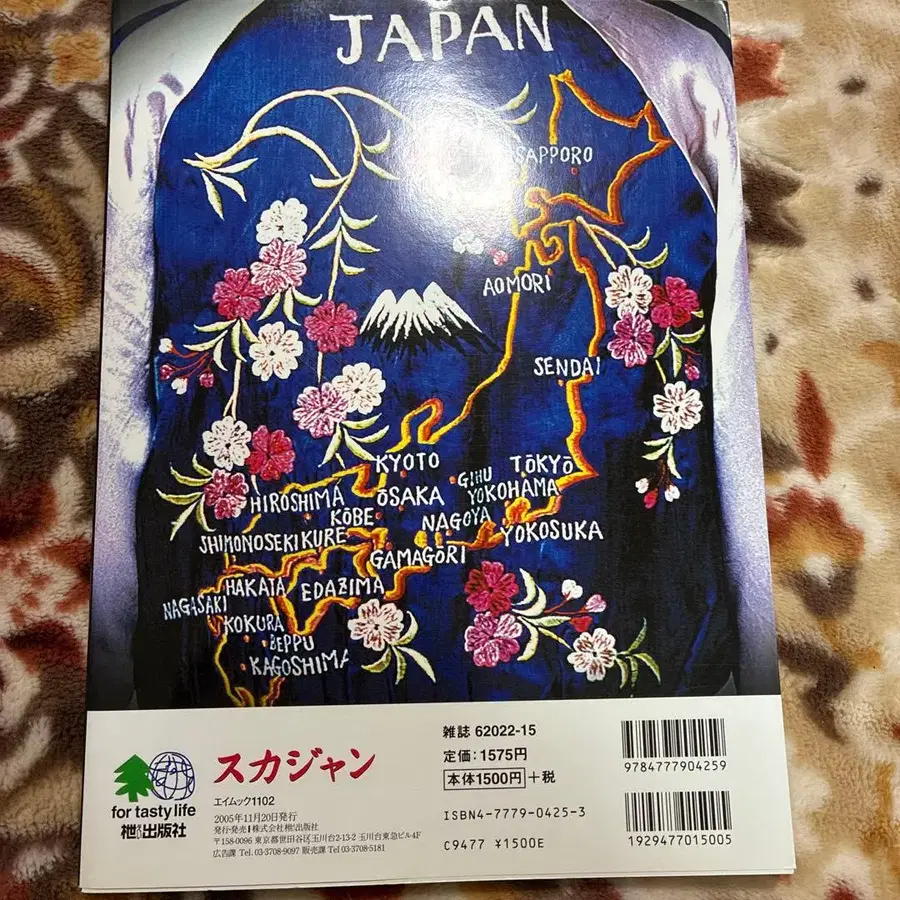 JAPAN
SAPPORO
AOMORI
SENDAI
KYOTO
GIHU
TŌKYŌ
HIROSHIMA
ŌSAKA
YOKOHAMA
KŌBE
NAGOYA
SHIMONOSEKI
KURE
YOKOSUKA
GAMAGŌRI
HAKATA
EDAZIMA
NAGASAKI
KOKURA
BEPPU
KAGOSHIMA
for tasty life
枻出版社
スカジャン
エイムック1102
2005年11月20日発行
発行・発売┃株式会社枻出版社
〒158-0096 東京都世田谷区玉川台2-13-2 玉川台東急ビル4F
広告課 Tel. 03-3708-9097 販売課 Tel. 03-3708-5181
雑誌 62022-15
定価:1575円
本体1500円+税
ISBN4-7779-0425-3
C9477 ¥1500E
9784777904259
1929477015005